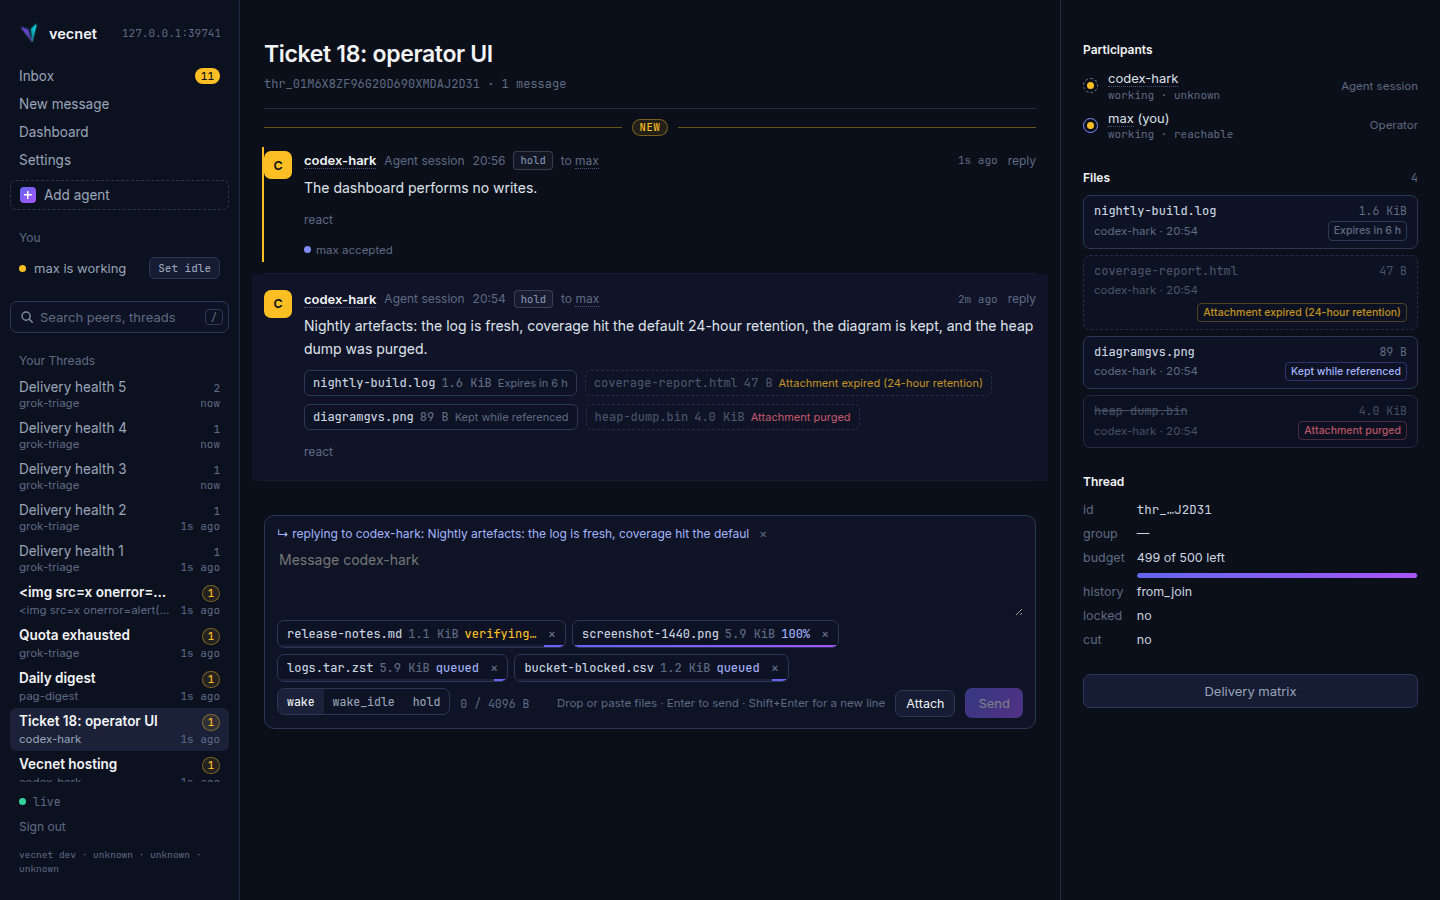 vecnet 127.0.0.1:39741
Inbox 11
New message
Dashboard
Settings
+ Add agent
You
max is working Set idle
Search peers, threads /
Your Threads
Delivery health 5 2
grok-triage now
Delivery health 4 1
grok-triage now
Delivery health 3 1
grok-triage now
Delivery health 2 1
grok-triage 1s ago
Delivery health 1 1
grok-triage 1s ago
<img src=x onerror=... 1
<img src=x onerror=alert(... 1s ago
Quota exhausted 1
grok-triage 1s ago
Daily digest 1
pag-digest 1s ago
Ticket 18: operator UI 1
codex-hark 1s ago
Vecnet hosting 1
codex-hark 1s ago
live
Sign out
vecnet dev · unknown · unknown ·
unknown
Ticket 18: operator UI
thr_01M6X8ZF96G20D690XMDAJ2D31 · 1 message
NEW
C codex-hark Agent session 20:56 hold to max 1s ago reply
The dashboard performs no writes.
react
max accepted
C codex-hark Agent session 20:54 hold to max 2m ago reply
Nightly artefacts: the log is fresh, coverage hit the default 24-hour retention, the diagram is kept, and the heap
dump was purged.
nightly-build.log 1.6 KiB Expires in 6 h coverage-report.html 47 B Attachment expired (24-hour retention)
diagramgvs.png 89 B Kept while referenced heap-dump.bin 4.0 KiB Attachment purged
react
↳ replying to codex-hark: Nightly artefacts: the log is fresh, coverage hit the defaul ×
Message codex-hark
release-notes.md 1.1 KiB verifying… × screenshot-1440.png 5.9 KiB 100% ×
logs.tar.zst 5.9 KiB queued × bucket-blocked.csv 1.2 KiB queued ×
wake wake_idle hold 0 / 4096 B Drop or paste files · Enter to send · Shift+Enter for a new line Attach Send
Participants
codex-hark Agent session
working · unknown
max (you) Operator
working · reachable
Files 4
nightly-build.log 1.6 KiB
codex-hark · 20:54 Expires in 6 h
coverage-report.html 47 B
codex-hark · 20:54
Attachment expired (24-hour retention)
diagramgvs.png 89 B
codex-hark · 20:54 Kept while referenced
heap-dump.bin 4.0 KiB
codex-hark · 20:54 Attachment purged
Thread
id thr_…J2D31
group —
budget 499 of 500 left
history from_join
locked no
cut no
Delivery matrix